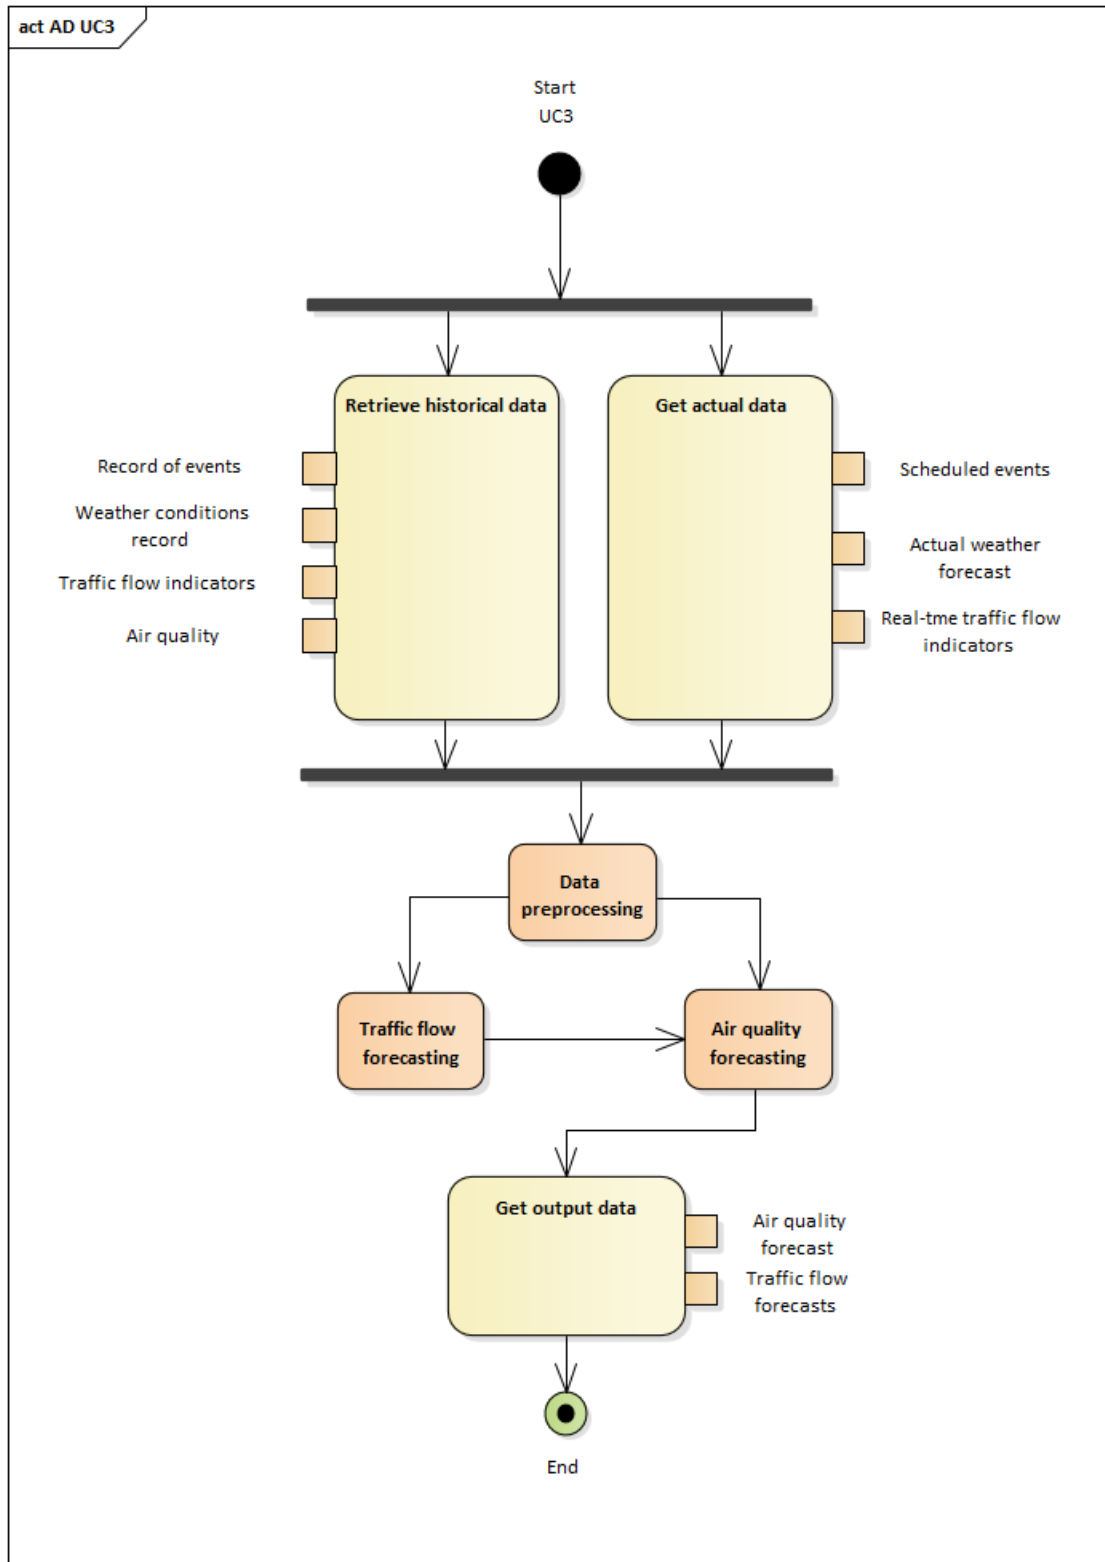 act AD UC3
Start
UC3
Retrieve historical data
Get actual data
Record of events
Weather conditions
record
Traffic flow indicators
Air quality
Scheduled events
Actual weather
forecast
Real-tme traffic flow
indicators
Data
preprocessing
Traffic flow
forecasting
Air quality
forecasting
Get output data
Air quality
forecast
Traffic flow
forecasts
End